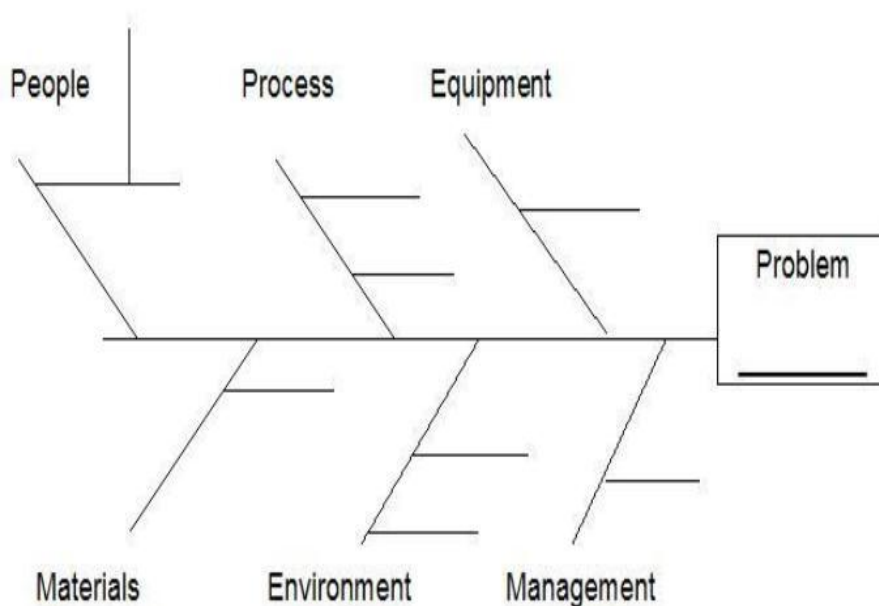 People
Process
Equipment
Problem
Materials
Environment
Management